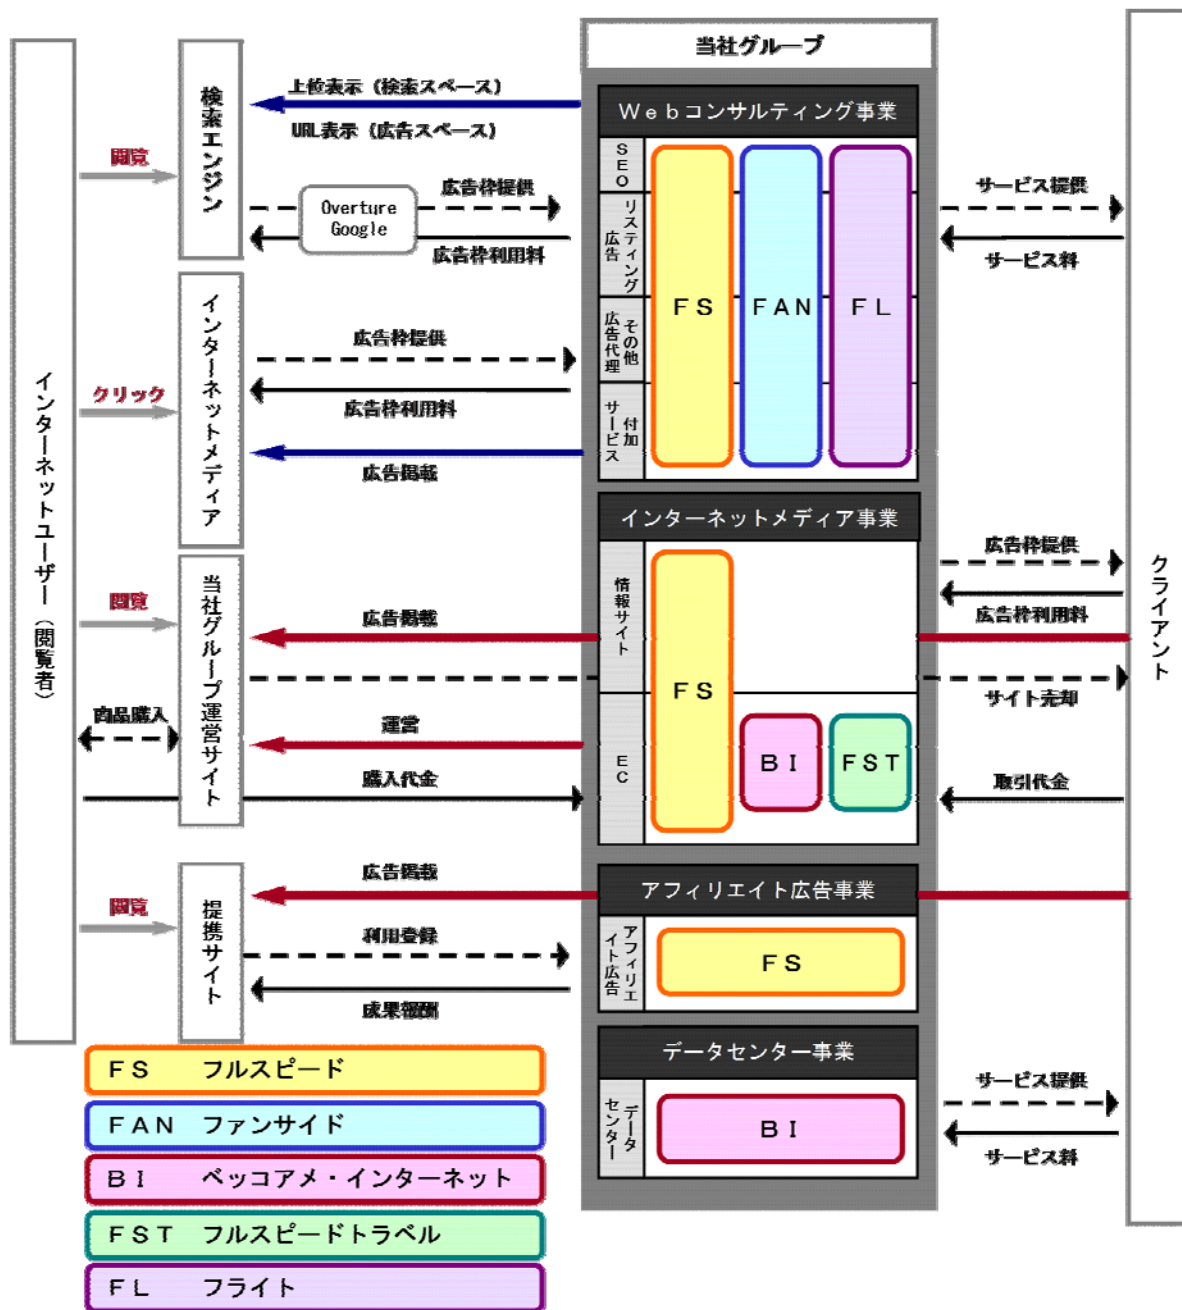 当社グループ
インターネットユーザー（閲覧者）
検索エンジン
インターネットメディア
当社グループ運営サイト
提携サイト
クライアント
閲覧
クリック
閲覧
商品購入
閲覧
上位表示（検索スペース）
URL表示（広告スペース）
広告枠提供
Overture
Google
広告枠利用料
広告枠提供
広告枠利用料
広告掲載
広告掲載
運営
購入代金
広告掲載
利用登録
成果報酬
Ｗｅｂコンサルティング事業
ＳＥＯ
リスティング
広告
その他
広告代理
付加
サービス
ＦＳ
ＦＡＮ
ＦＬ
インターネットメディア事業
情報サイト
ＥＣ
ＦＳ
ＢＩ
ＦＳＴ
アフィリエイト広告事業
アフィリエ
イト広告
ＦＳ
データセンター事業
データ
センター
ＢＩ
サービス提供
サービス料
広告枠提供
広告枠利用料
サイト売却
取引代金
サービス提供
サービス料
ＦＳ　フルスピード
ＦＡＮ　ファンサイド
ＢＩ　ベッコアメ・インターネット
ＦＳＴ　フルスピードトラベル
ＦＬ　フライト